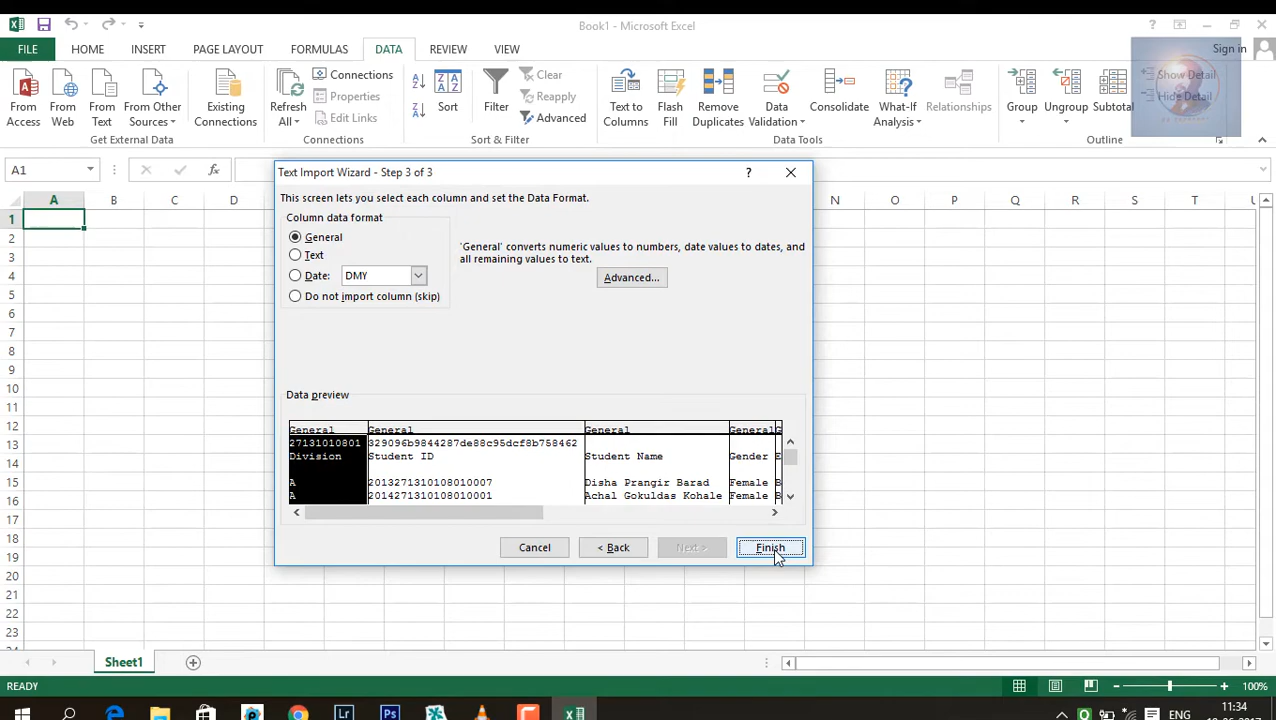 Book1 - Microsoft Excel
FILE HOME INSERT PAGE LAYOUT FORMULAS DATA REVIEW VIEW Sign in
From Access
From Web
From Text
From Other Sources
Existing Connections
Get External Data
Refresh All
Connections
Properties
Edit Links
Connections
Sort
Filter
Clear
Reapply
Advanced
Sort & Filter
Text to Columns
Flash Fill
Remove Duplicates
Data Validation
Consolidate
What-If Analysis
Relationships
Data Tools
Group
Ungroup
Subtotal
Show Detail
Hide Detail
Outline
A1
A B C D N O P Q R S T U
1
2
3
4
5
6
7
8
9
10
11
12
13
14
15
16
17
18
19
20
21
22
23
Text Import Wizard - Step 3 of 3 ?
This screen lets you select each column and set the Data Format.
Column data format
General
Text
Date: DMY
Do not import column (skip)
'General' converts numeric values to numbers, date values to dates, and
all remaining values to text.
Advanced...
Data preview
General General General General G
27131010801 329096b9844287de88c95dcf8b758462
Division Student ID Student Name Gender E
A 2013271310108010007 Disha Prangir Barad Female B
A 2014271310108010001 Achal Gokuldas Kohale Female B
Cancel < Back Next > Finish
Sheet1
READY 100%
11:34